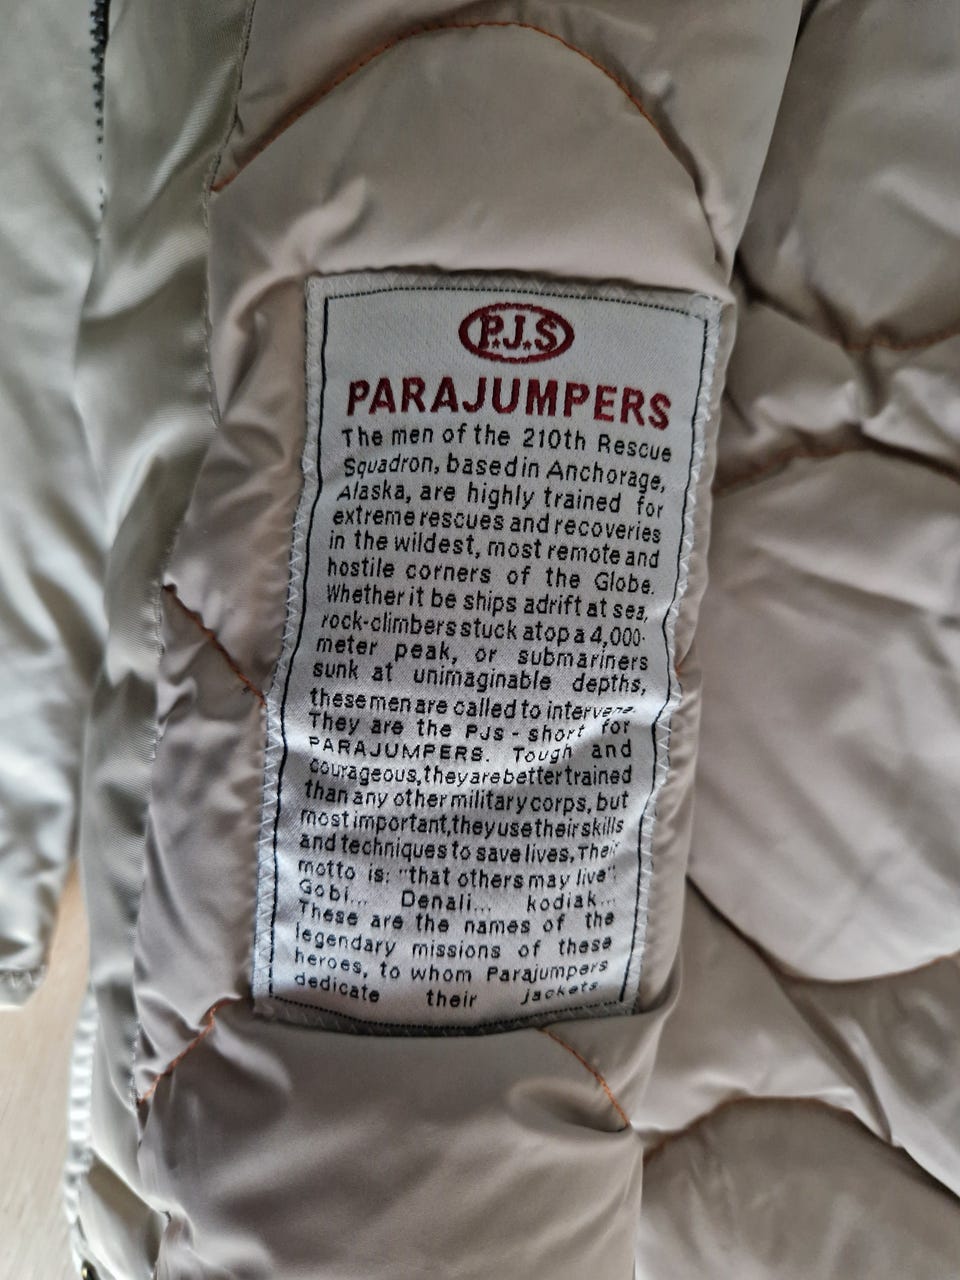 P.J.S
PARAJUMPERS
The men of the 210th Rescue
Squadron, based in Anchorage,
Alaska, are highly trained for
extreme rescues and recoveries
in the wildest, most remote and
hostile corners of the Globe.
Whether it be ships adrift at sea,
rock-climbers stuck atop a 4,000-
meter peak, or submariners
sunk at unimaginable depths,
these men are called to intervene.
They are the PJs - short for
PARAJUMPERS. Tough and
courageous, they are better trained
than any other military corps, but
most important, they use their skills
and techniques to save lives, Their
motto is: "that others may live".
Gobi... Denali... kodiak...
These are the names of the
legendary missions of these
heroes, to whom Parajumpers
dedicate their jackets